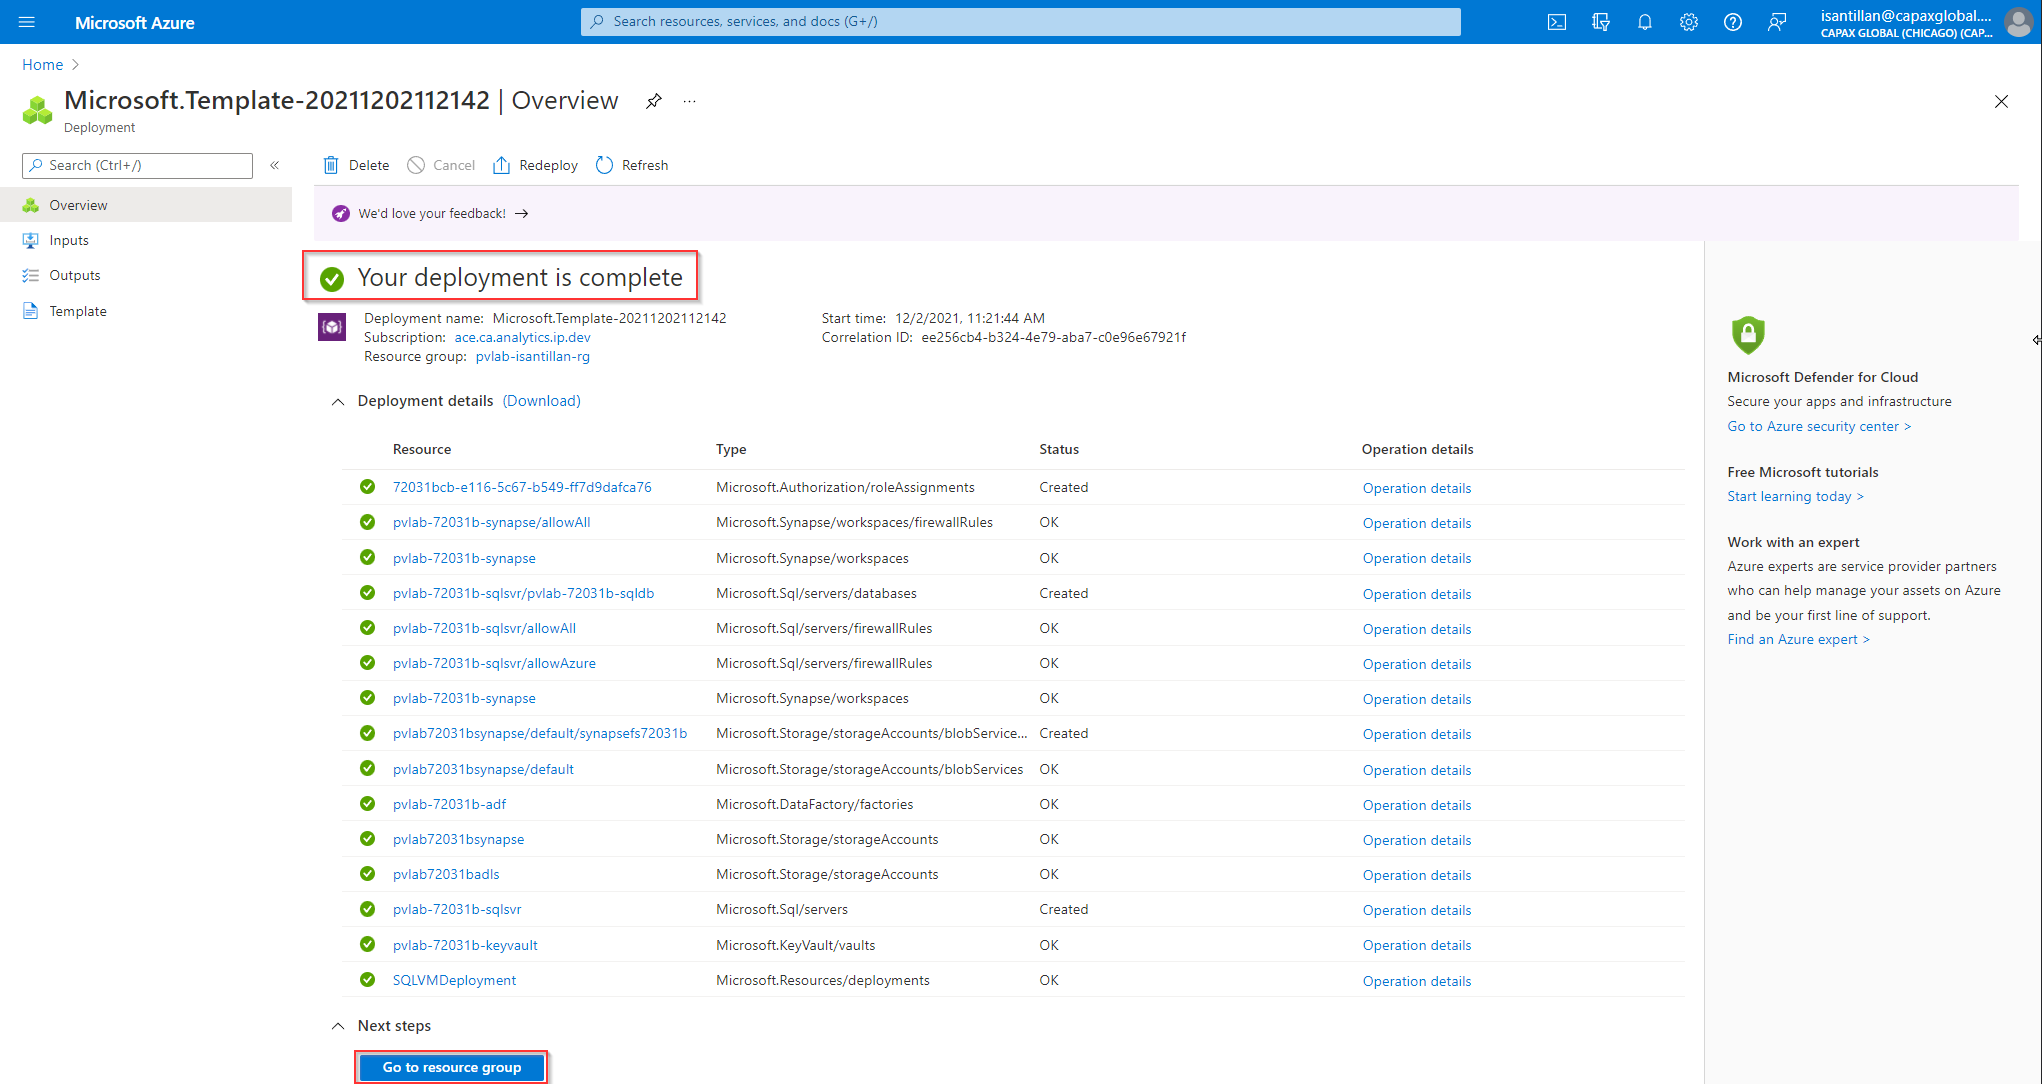 Microsoft Azure
Search resources, services, and docs (G+/)
isantillan@capaxglobal....
CAPAX GLOBAL (CHICAGO) (CAP...
Home >
Microsoft.Template-20211202112142 | Overview ...
Deployment
Search (Ctrl+/) «
Delete Cancel Redeploy Refresh
Overview
Inputs
Outputs
Template
We'd love your feedback! →
Your deployment is complete
Deployment name: Microsoft.Template-20211202112142
Subscription: ace.ca.analytics.ip.dev
Resource group: pvlab-isantillan-rg
Start time: 12/2/2021, 11:21:44 AM
Correlation ID: ee256cb4-b324-4e79-aba7-c0e96e67921f
Deployment details (Download)
Resource Type Status Operation details
72031bcb-e116-5c67-b549-ff7d9dafca76 Microsoft.Authorization/roleAssignments Created Operation details
pvlab-72031b-synapse/allowAll Microsoft.Synapse/workspaces/firewallRules OK Operation details
pvlab-72031b-synapse Microsoft.Synapse/workspaces OK Operation details
pvlab-72031b-sqlsvr/pvlab-72031b-sqldb Microsoft.Sql/servers/databases Created Operation details
pvlab-72031b-sqlsvr/allowAll Microsoft.Sql/servers/firewallRules OK Operation details
pvlab-72031b-sqlsvr/allowAzure Microsoft.Sql/servers/firewallRules OK Operation details
pvlab-72031b-synapse Microsoft.Synapse/workspaces OK Operation details
pvlab72031bsynapse/default/synapsefs72031b Microsoft.Storage/storageAccounts/blobService... Created Operation details
pvlab72031bsynapse/default Microsoft.Storage/storageAccounts/blobServices OK Operation details
pvlab-72031b-adf Microsoft.DataFactory/factories OK Operation details
pvlab72031bsynapse Microsoft.Storage/storageAccounts OK Operation details
pvlab72031badls Microsoft.Storage/storageAccounts OK Operation details
pvlab-72031b-sqlsvr Microsoft.Sql/servers Created Operation details
pvlab-72031b-keyvault Microsoft.KeyVault/vaults OK Operation details
SQLVMDeployment Microsoft.Resources/deployments OK Operation details
Next steps
Go to resource group
Microsoft Defender for Cloud
Secure your apps and infrastructure
Go to Azure security center >
Free Microsoft tutorials
Start learning today >
Work with an expert
Azure experts are service provider partners
who can help manage your assets on Azure
and be your first line of support.
Find an Azure expert >